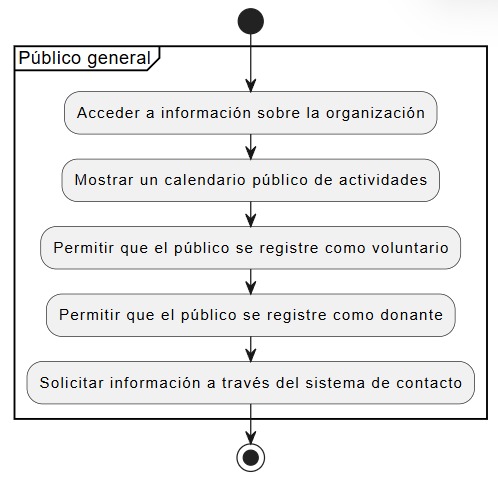 Público general
Acceder a información sobre la organización
Mostrar un calendario público de actividades
Permitir que el público se registre como voluntario
Permitir que el público se registre como donante
Solicitar información a través del sistema de contacto